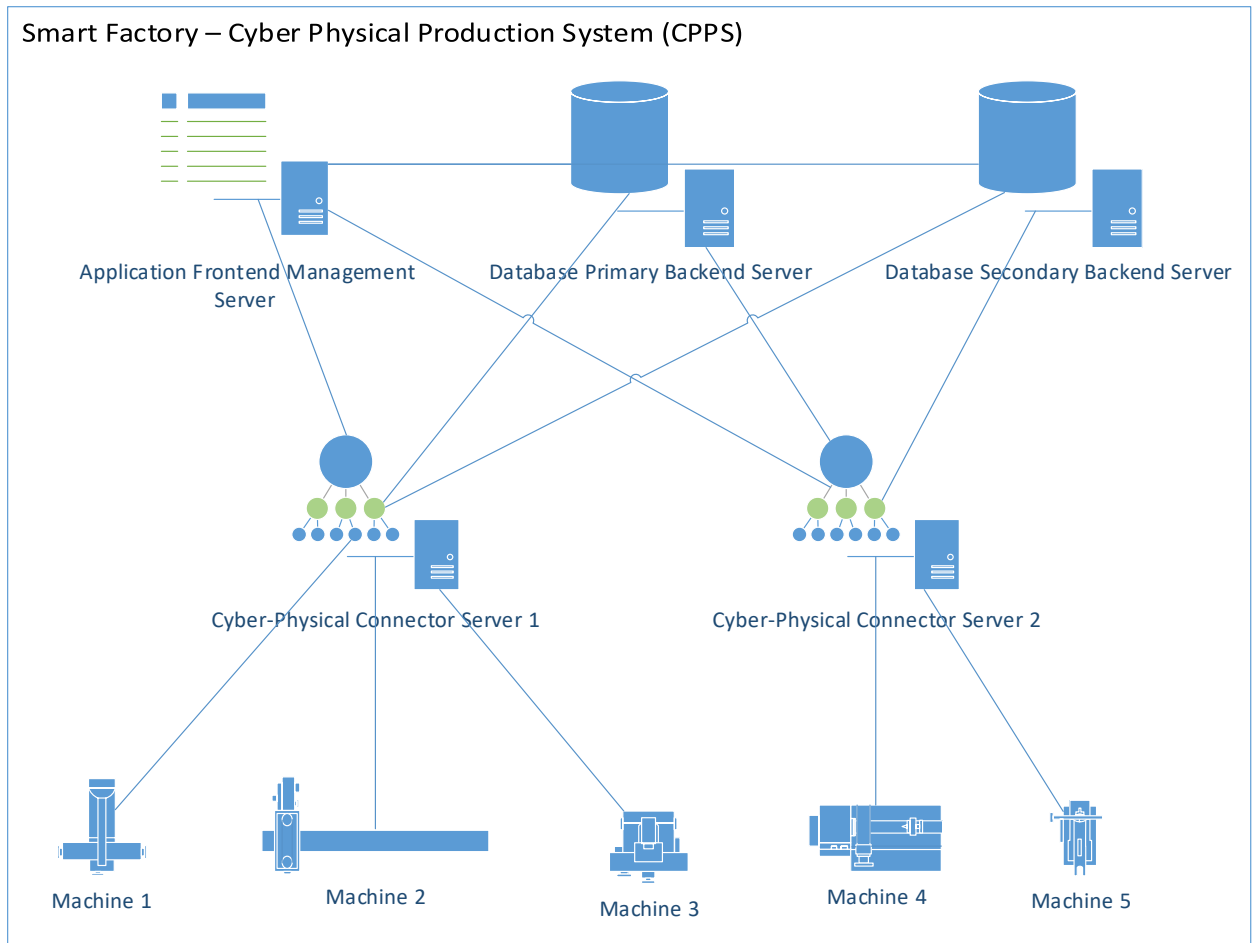 Smart Factory – Cyber Physical Production System (CPPS)
Application Frontend Management
Server
Database Primary Backend Server
Database Secondary Backend Server
Cyber-Physical Connector Server 1
Cyber-Physical Connector Server 2
Machine 1
Machine 2
Machine 3
Machine 4
Machine 5